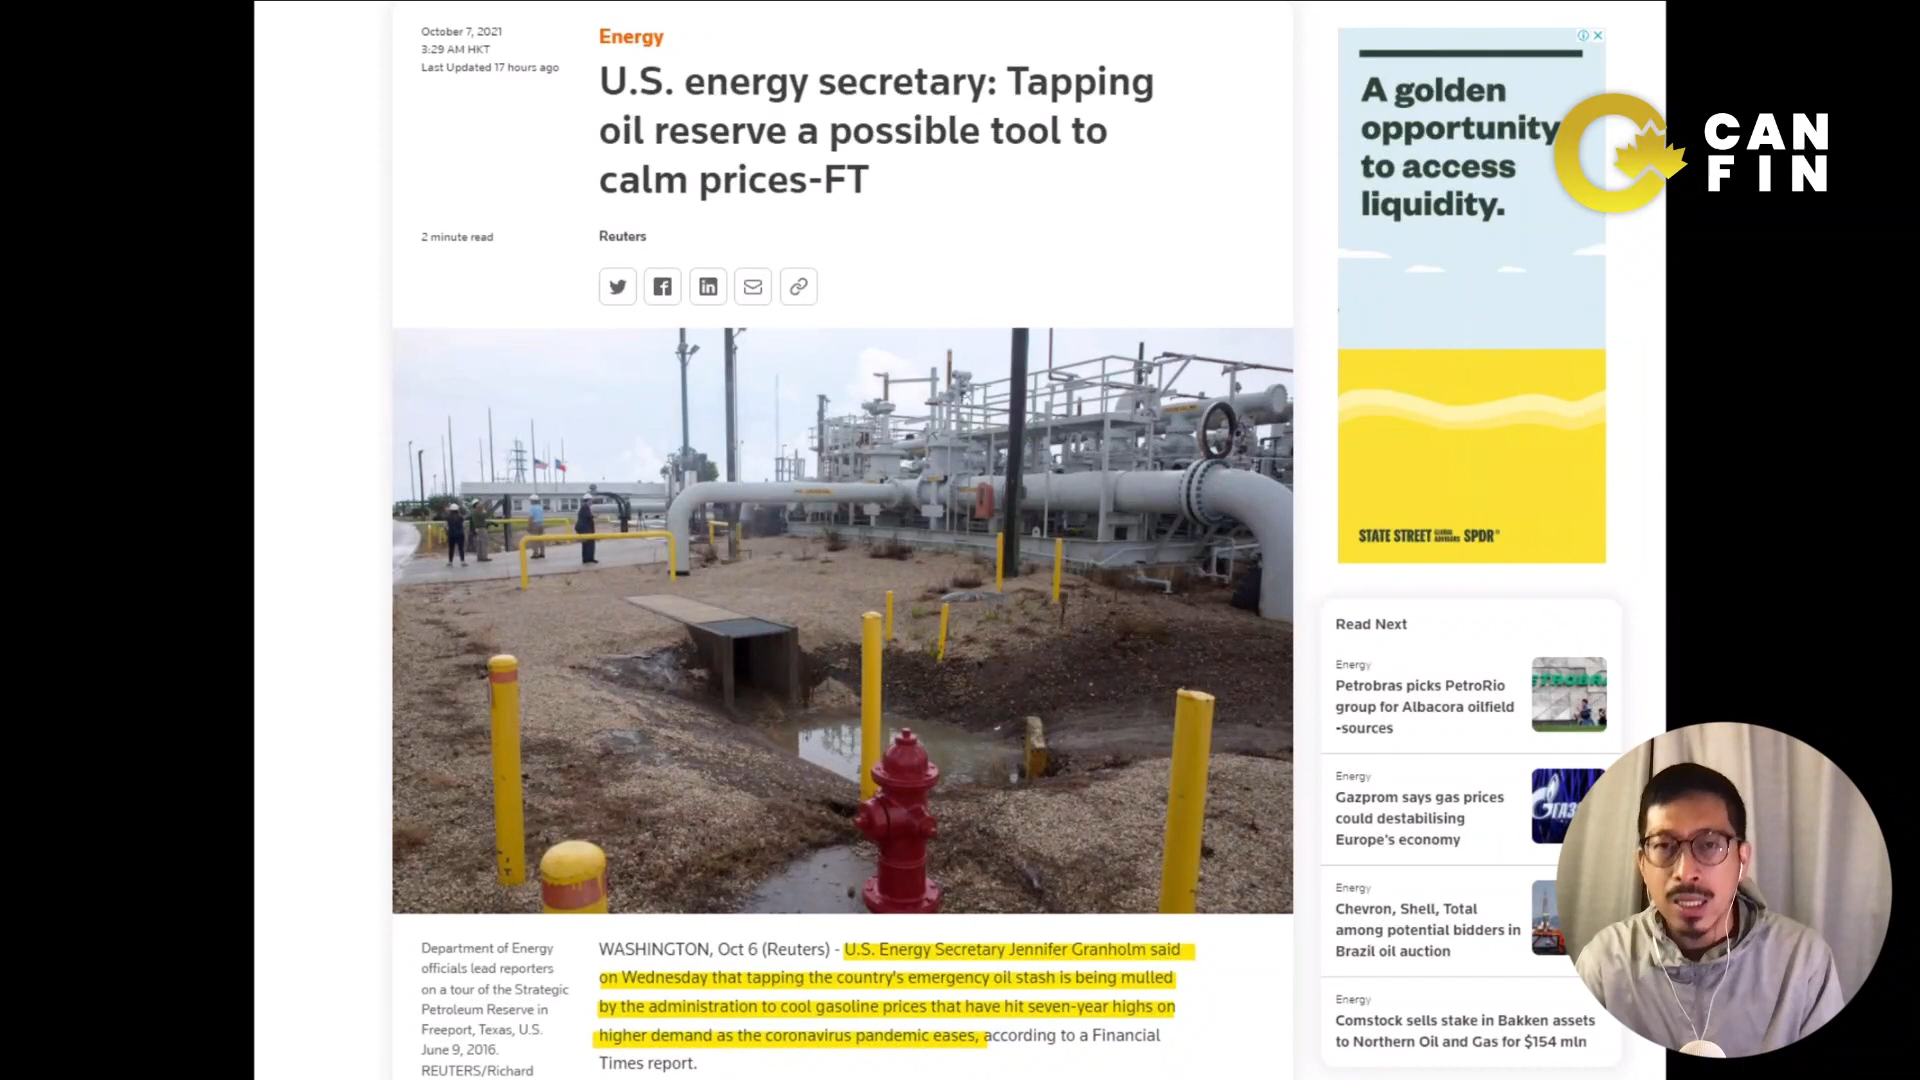 October 7, 2021
3:29 AM HKT
Last Updated 17 hours ago
Energy
U.S. energy secretary: Tapping
oil reserve a possible tool to
calm prices-FT
2 minute read
Reuters
Department of Energy
officials lead reporters
on a tour of the Strategic
Petroleum Reserve in
Freeport, Texas, U.S.
June 9, 2016.
REUTERS/Richard
WASHINGTON, Oct 6 (Reuters) - U.S. Energy Secretary Jennifer Granholm said
on Wednesday that tapping the country's emergency oil stash is being mulled
by the administration to cool gasoline prices that have hit seven-year highs on
higher demand as the coronavirus pandemic eases, according to a Financial
Times report.
A golden
opportunity
to access
liquidity.
STATE STREET GLOBAL ADVISORS SPDR®
CAN
FIN
Read Next
Energy
Petrobras picks PetroRio
group for Albacora oilfield
-sources
Energy
Gazprom says gas prices
could destabilising
Europe's economy
Energy
Chevron, Shell, Total
among potential bidders in
Brazil oil auction
Energy
Comstock sells stake in Bakken assets
to Northern Oil and Gas for $154 mln